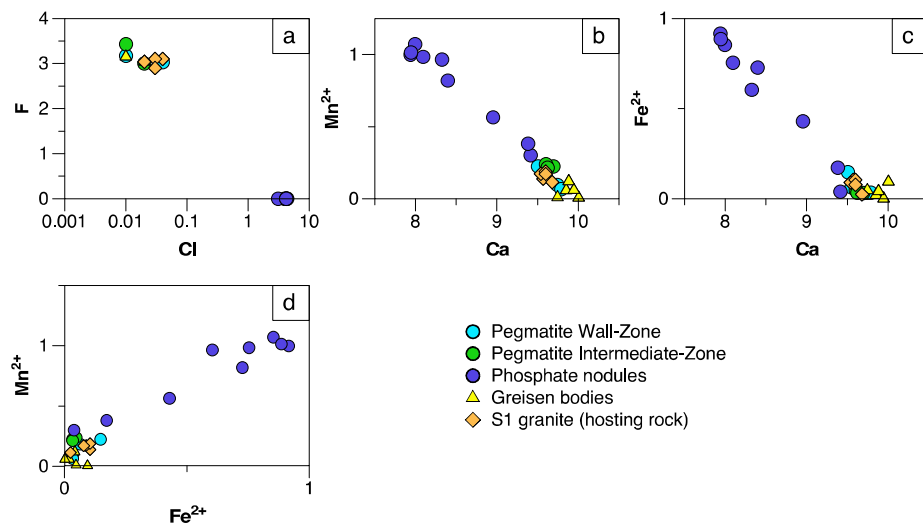 a
4
3
2
1
0
F
0.001
0.01
0.1
1
10
Cl
b
1
0
Mn²⁺
8
9
10
Ca
c
1
0
Fe²⁺
8
9
10
Ca
d
1
0
Mn²⁺
0
1
Fe²⁺
Pegmatite Wall-Zone
Pegmatite Intermediate-Zone
Phosphate nodules
Greisen bodies
S1 granite (hosting rock)